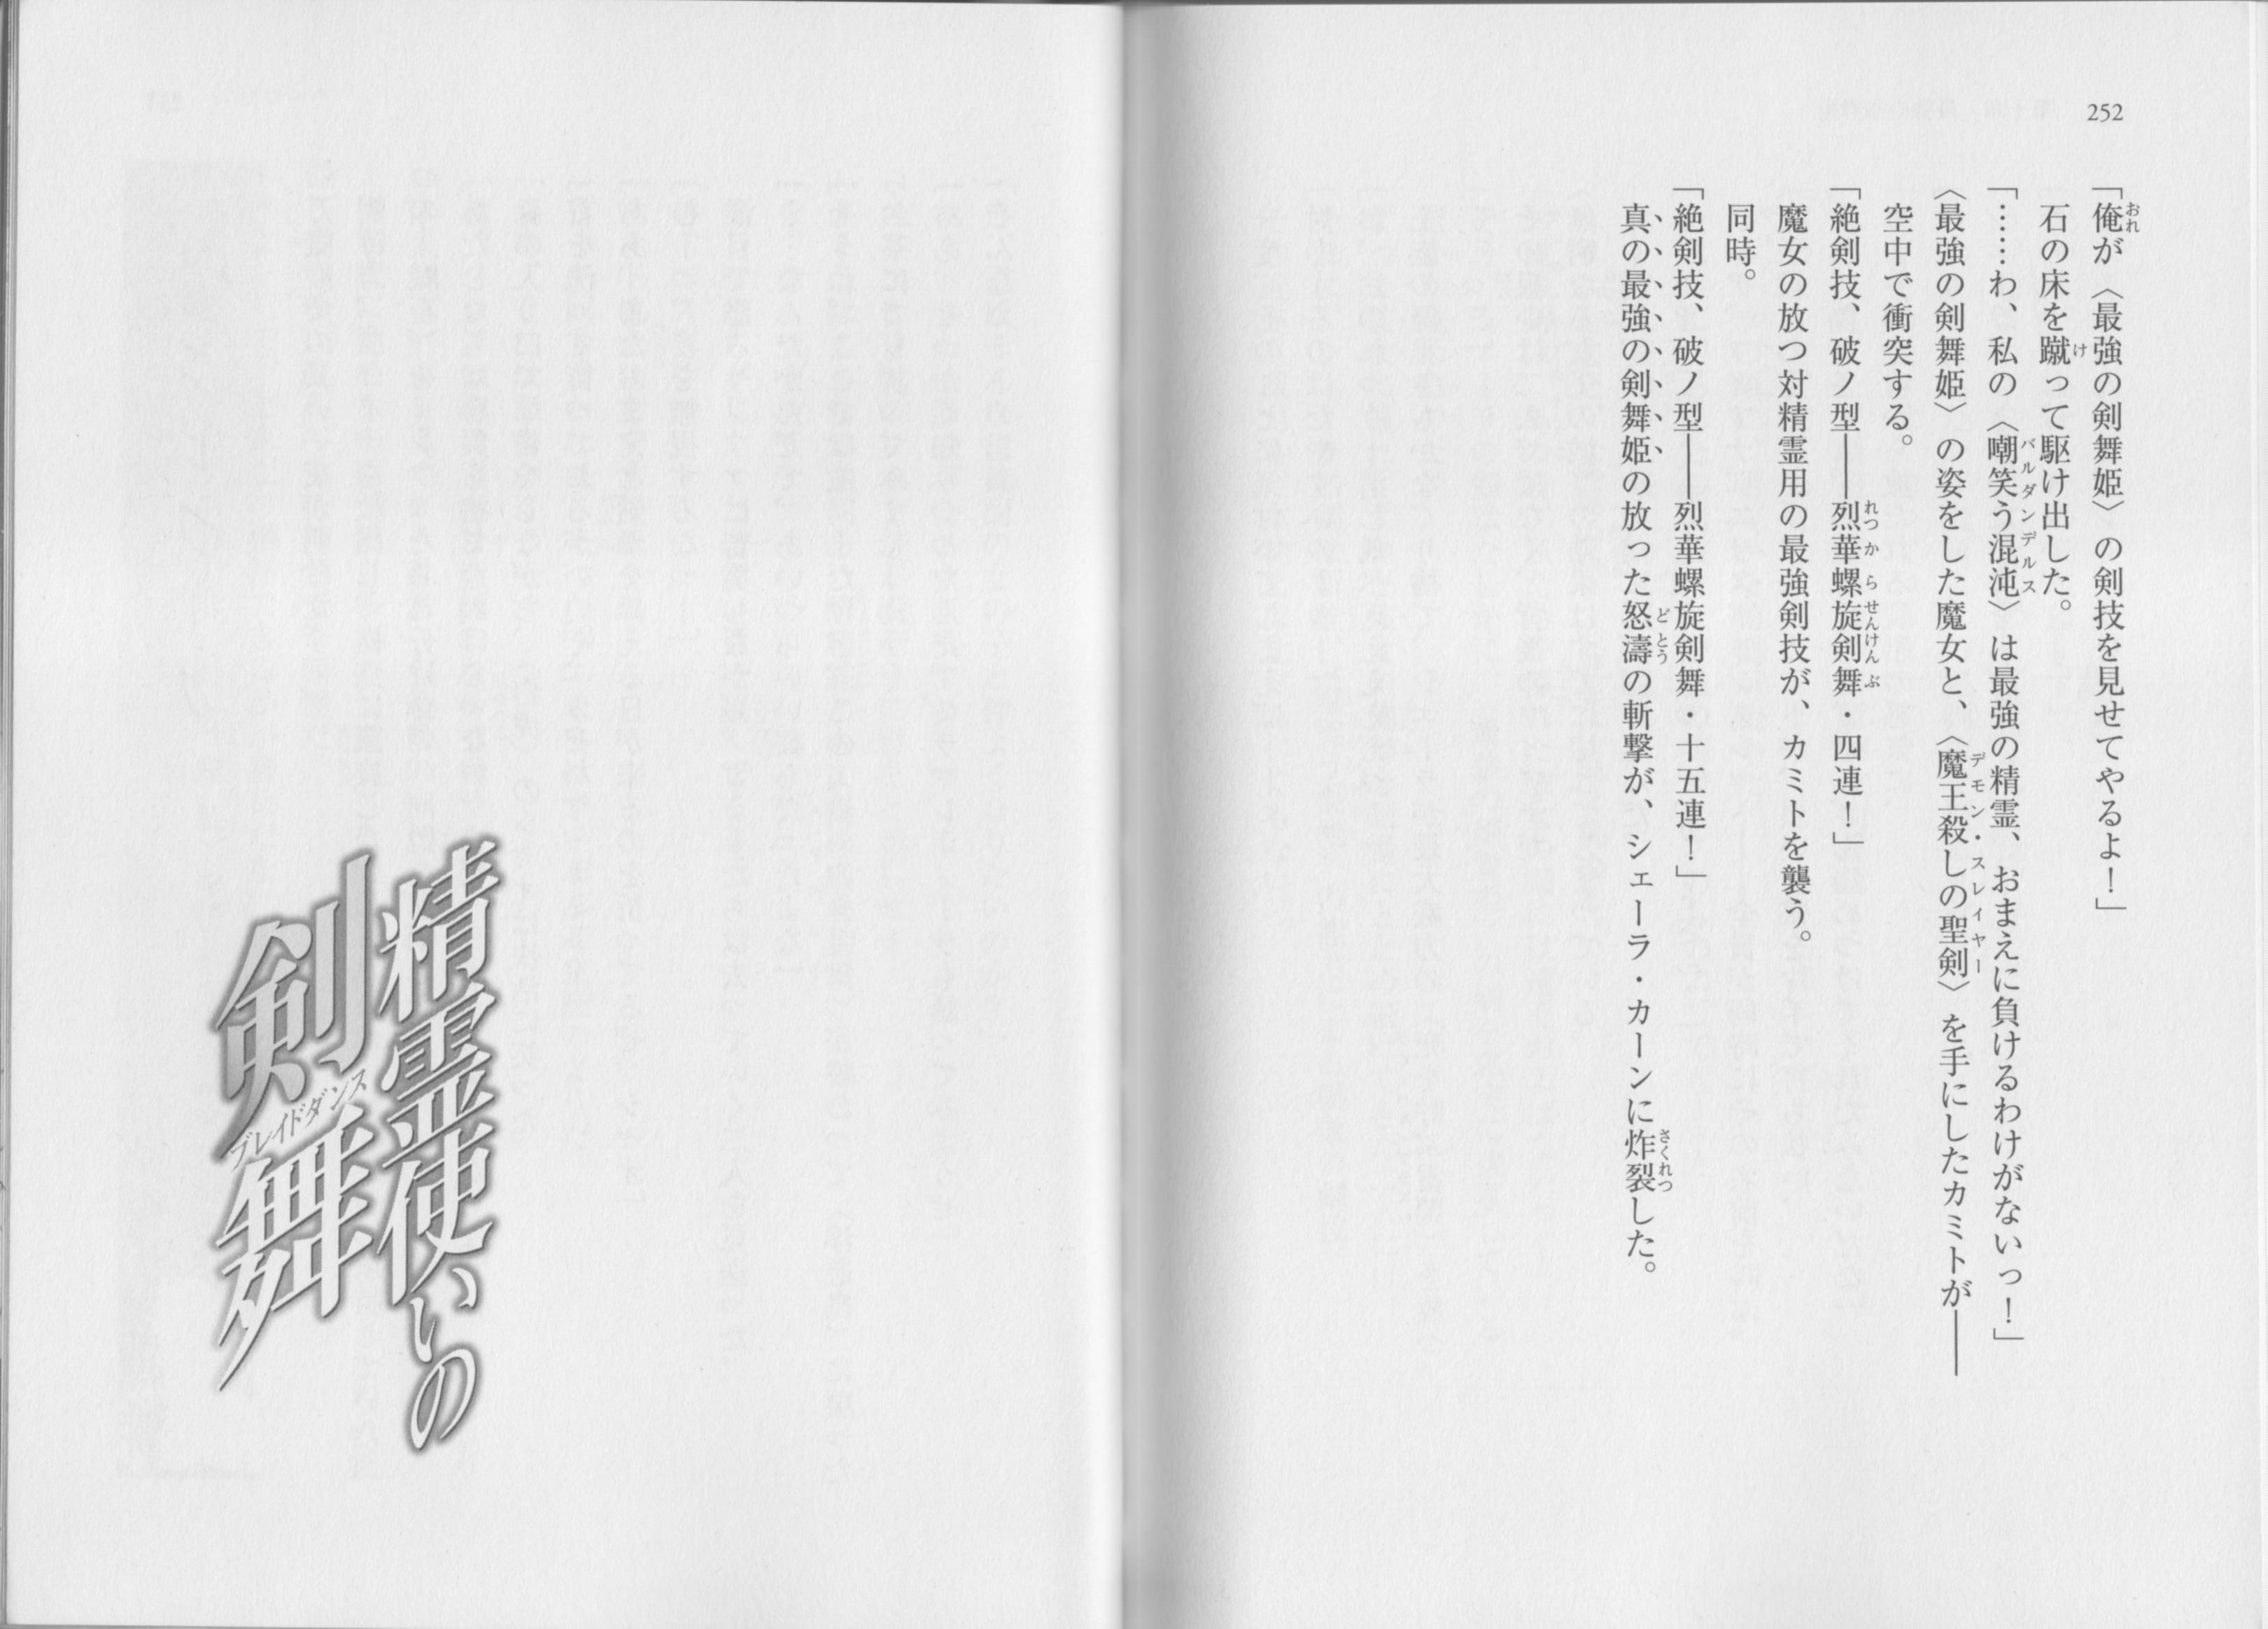 252
「俺が〈最強の剣舞姫〉の剣技を見せてやるよ！」
石の床を蹴って駆け出した。
「……わ、私の〈嘲笑う混沌〉は最強の精霊、おまえに負けるわけがないっ！」
〈最強の剣舞姫〉の姿をした魔女と、〈魔王殺しの聖剣〉を手にしたカミトが――
空中で衝突する。
「絶剣技、破ノ型――烈華螺旋剣舞・四連！」
魔女の放つ対精霊用の最強剣技が、カミトを襲う。
同時。
「絶剣技、破ノ型――烈華螺旋剣舞・十五連！」
真の最強の剣舞姫の放った怒濤の斬撃が、シェーラ・カーンに炸裂した。
精霊使いの
剣舞
ブレイドダンス